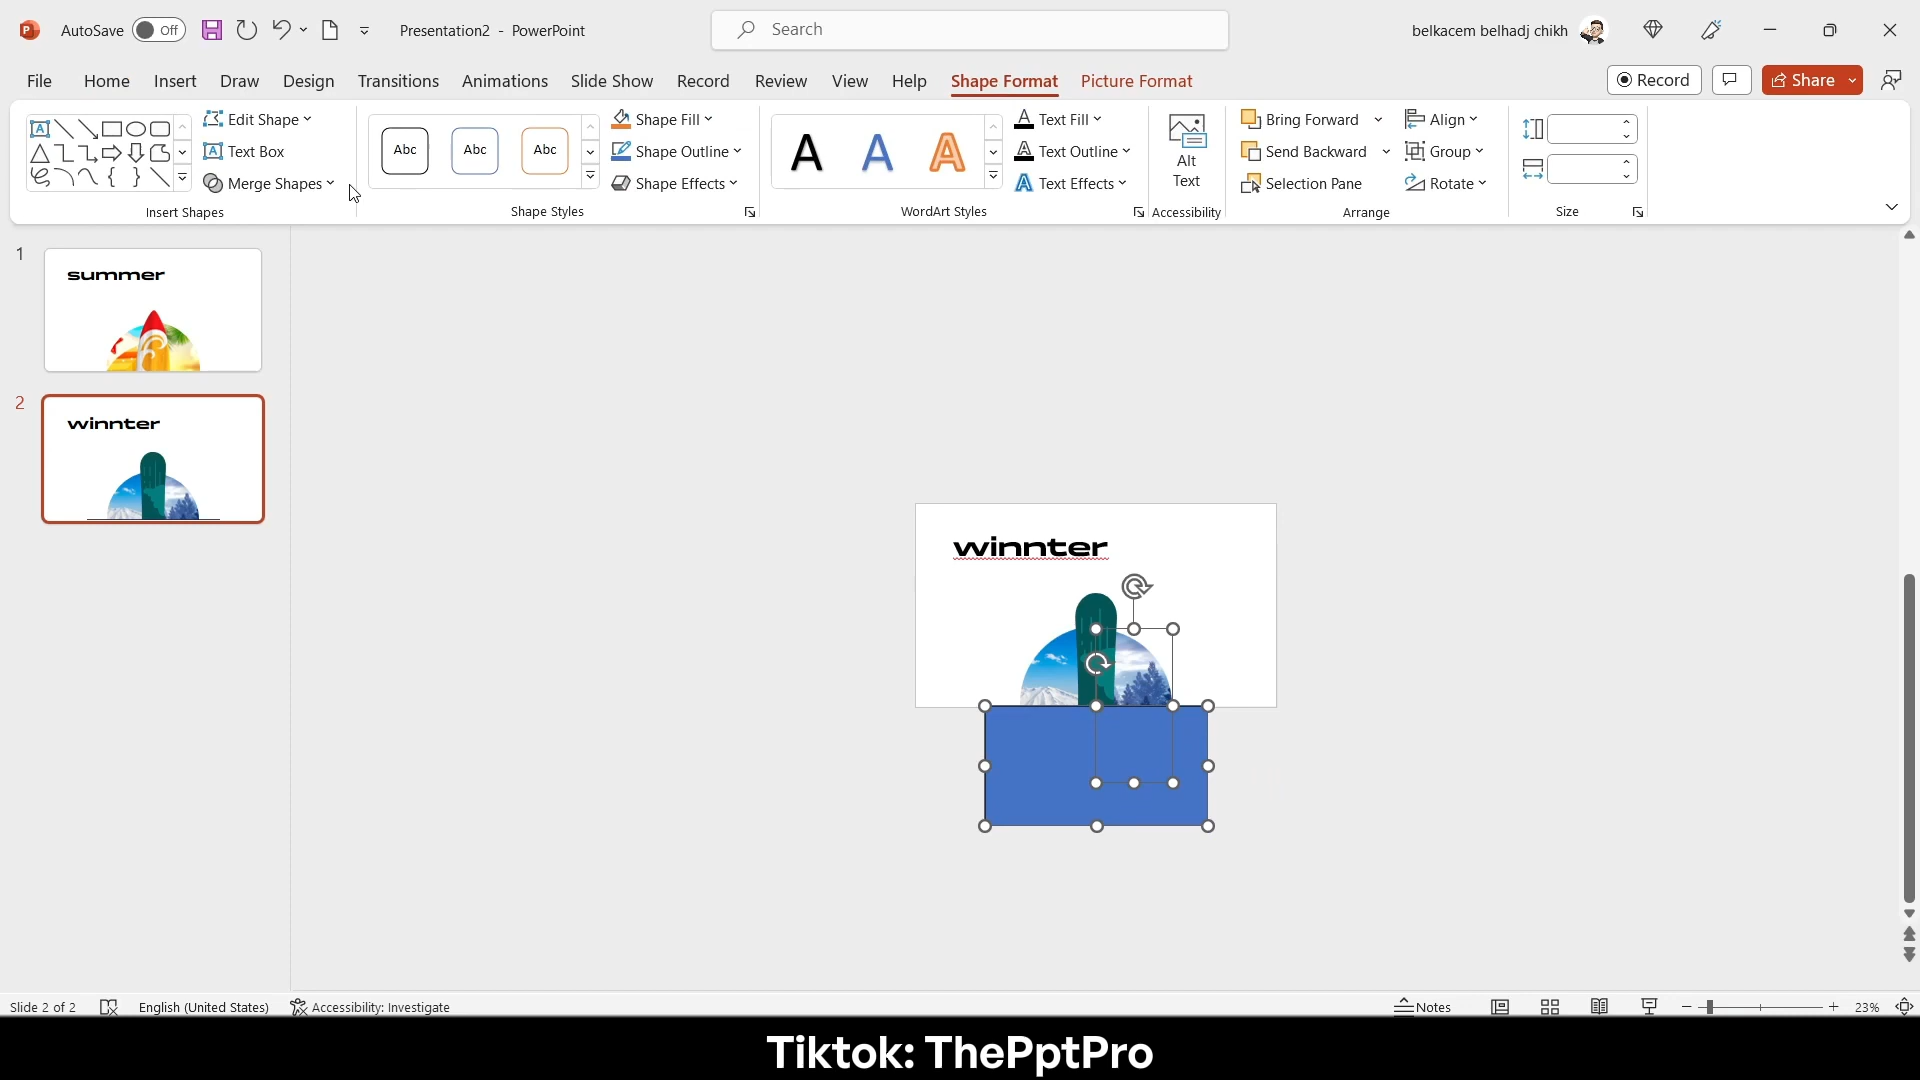 AutoSave Off Presentation2 - PowerPoint Search belkacem belhadj chikh
File Home Insert Draw Design Transitions Animations Slide Show Record Review View Help Shape Format Picture Format Record Share
Edit Shape
Text Box
Merge Shapes
Insert Shapes
Abc Abc Abc
Shape Fill
Shape Outline
Shape Effects
Shape Styles
A A A
Text Fill
Text Outline
Text Effects
WordArt Styles
Alt
Text
Accessibility
Bring Forward
Send Backward
Selection Pane
Align
Group
Rotate
Arrange
Size
1
summer
2
winnter
winnter
Slide 2 of 2 English (United States) Accessibility: Investigate Notes 23%
Tiktok: ThePptPro